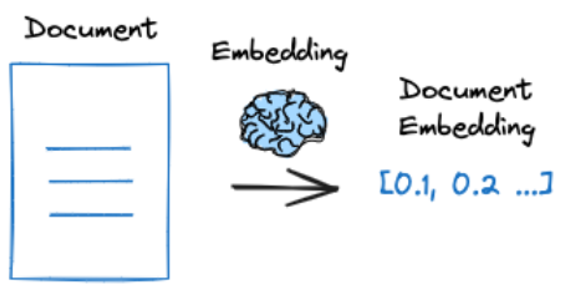 Document
Embedding
Document
Embedding
[0.1, 0.2 ...]